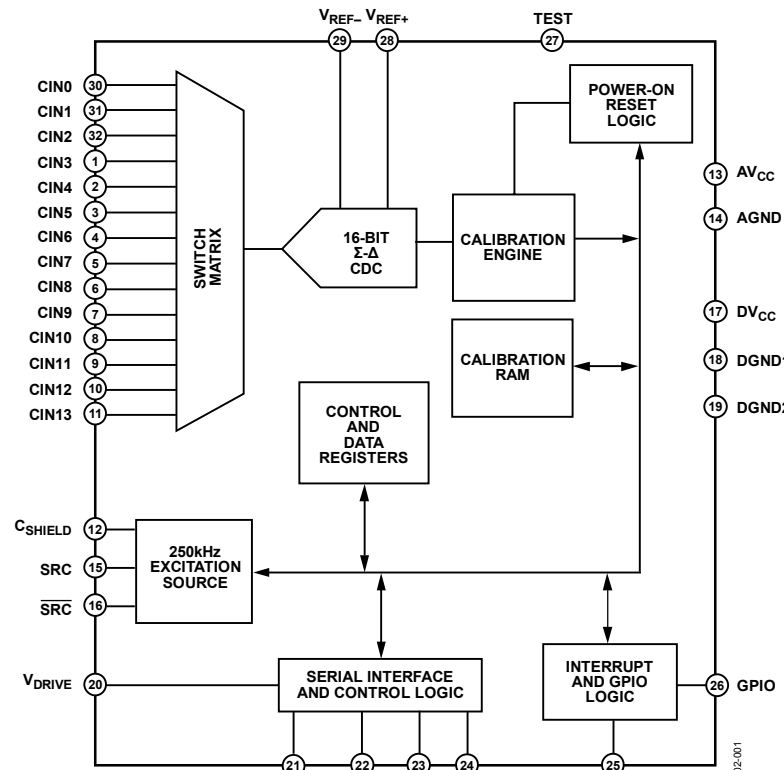 VREF– VREF+ TEST
29 28 27
CIN0 30
CIN1 31
CIN2 32
CIN3 1
CIN4 2
CIN5 3
CIN6 4
CIN7 5
CIN8 6
CIN9 7
CIN10 8
CIN11 9
CIN12 10
CIN13 11
SWITCH
MATRIX
16-BIT
Σ-Δ
CDC
CALIBRATION
ENGINE
POWER-ON
RESET
LOGIC
13 AVCC
14 AGND
17 DVCC
18 DGND1
19 DGND2
CALIBRATION
RAM
CONTROL
AND
DATA
REGISTERS
CSHIELD 12
SRC 15
SRC 16
250kHz
EXCITATION
SOURCE
VDRIVE 20
SERIAL INTERFACE
AND CONTROL LOGIC
INTERRUPT
AND GPIO
LOGIC
26 GPIO
21 22 23 24 25
02-001